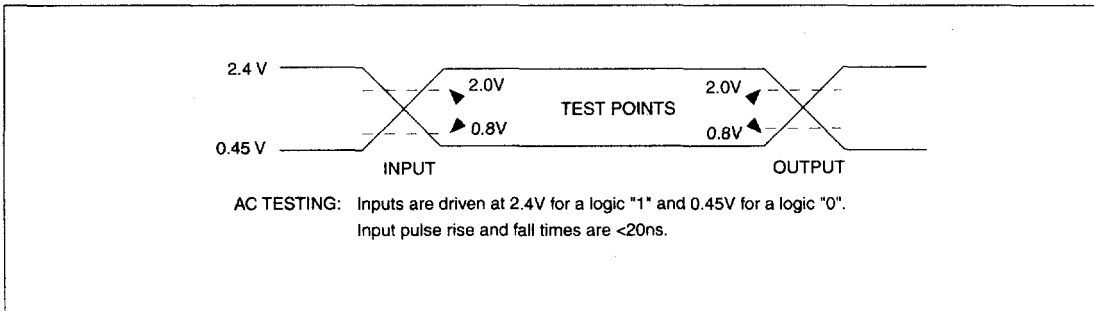 2.4 V
2.0V
2.0V
TEST POINTS
0.8V
0.8V
0.45 V
INPUT
OUTPUT
AC TESTING: Inputs are driven at 2.4V for a logic "1" and 0.45V for a logic "0".
Input pulse rise and fall times are <20ns.